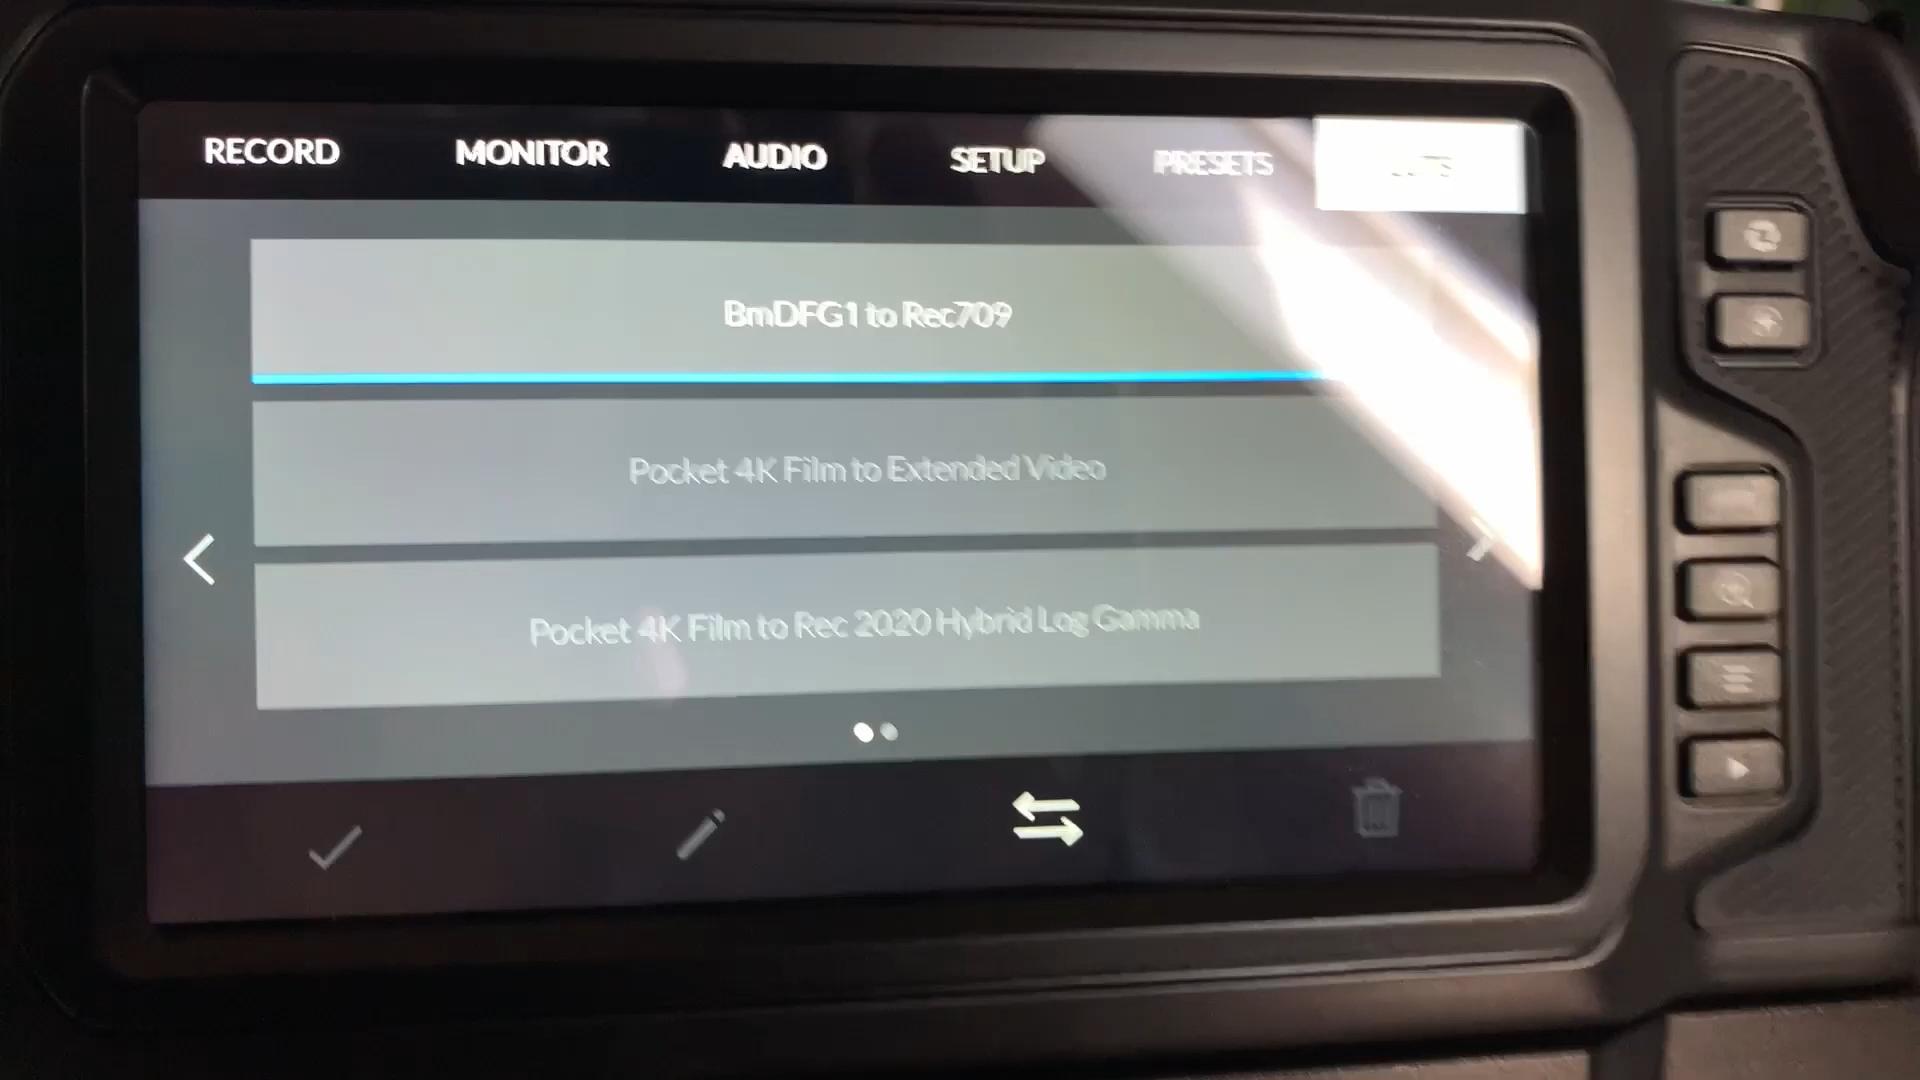 RECORD MONITOR AUDIO SETUP PRESETS LUTS
BmDFG1 to Rec709
Pocket 4K Film to Extended Video
Pocket 4K Film to Rec 2020 Hybrid Log Gamma